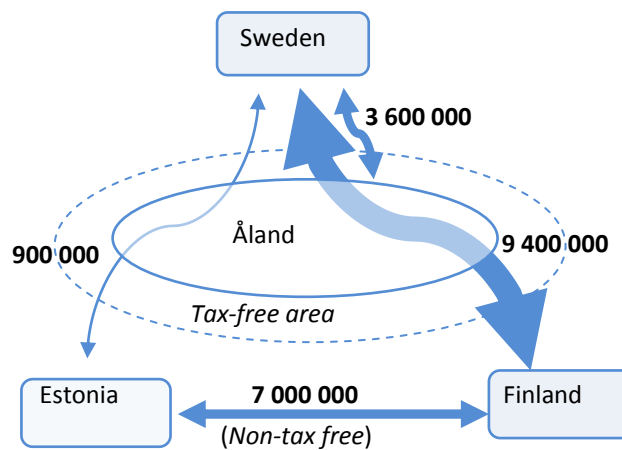 Sweden
3 600 000
Åland
900 000
9 400 000
Tax-free area
Estonia
7 000 000
Finland
(Non-tax free)